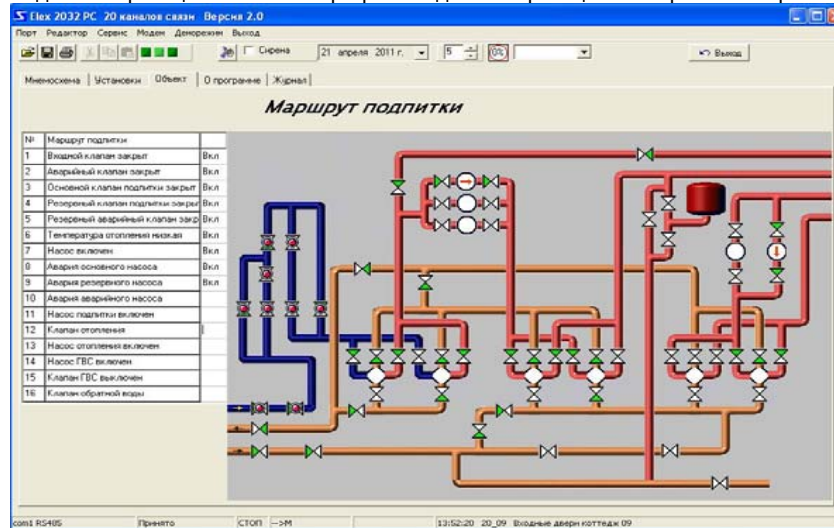 Elex 2032 PC 20 каналов связи Версия 2.0
Порт Редактор Сервис Модем Деморежим Выход
Сирена 21 апреля 2011 г. 5 Выход
Мнемосхема Установки Объект О программе Журнал
Маршрут подпитки
№ Маршрут подпитки
1 Входной клапан закрыт Вкл
2 Аварийный клапан закрыт Вкл
3 Основной клапан подпитки закрыт Вкл
4 Резервный клапан подпитки закры Вкл
5 Резервный аварийный клапан закр Вкл
6 Температура отопления низкая Вкл
7 Насос включен Вкл
8 Авария основного насоса Вкл
9 Авария резервного насоса Вкл
10 Авария аварийного насоса
11 Насос подпитки включен
12 Клапан отопления
13 Насос отопления включен
14 Насос ГВС включен
15 Клапан ГВС выключен
16 Клапан обратной воды
com1 RS485 Принято СТОП -->М 13:52:20 20_09 Входные двери коттедж 09